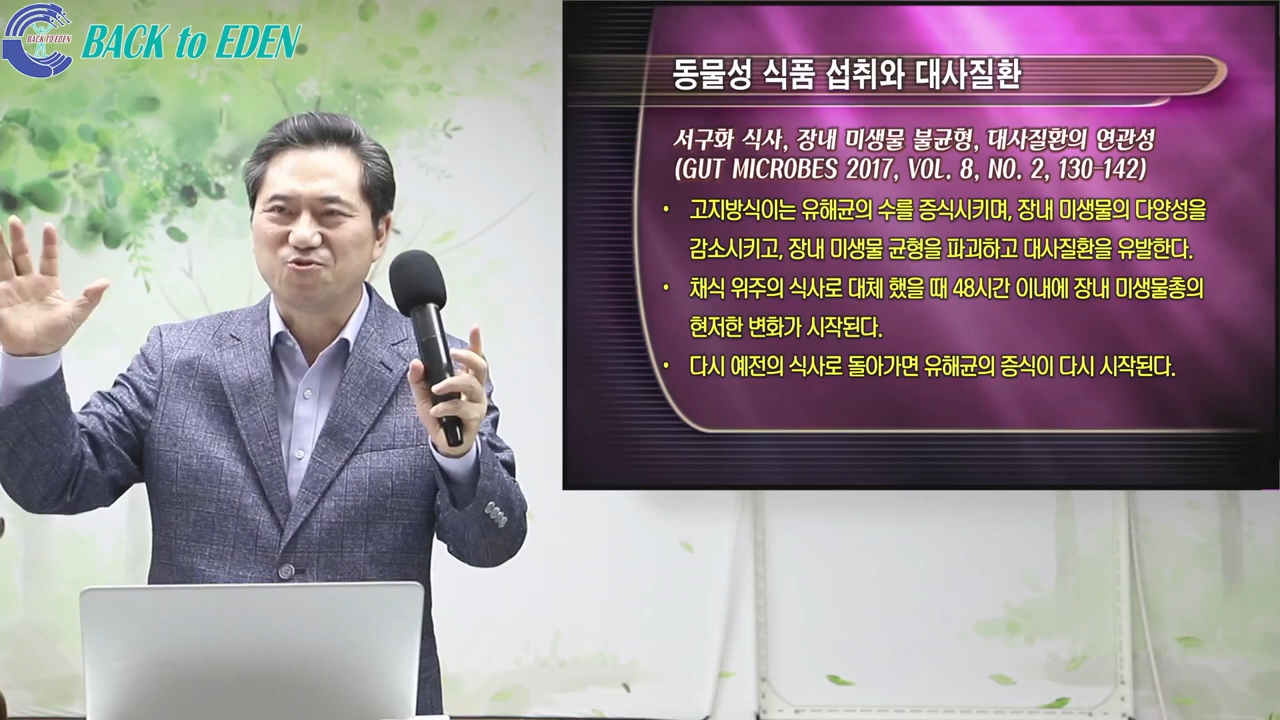 BACK TO EDEN
BACK to EDEN
동물성 식품 섭취와 대사질환
서구화 식사, 장내 미생물 불균형, 대사질환의 연관성
(GUT MICROBES 2017, VOL. 8, NO. 2, 130-142)
• 고지방식이는 유해균의 수를 증식시키며, 장내 미생물의 다양성을
감소시키고, 장내 미생물 균형을 파괴하고 대사질환을 유발한다.
• 채식 위주의 식사로 대체 했을 때 48시간 이내에 장내 미생물총의
현저한 변화가 시작된다.
• 다시 예전의 식사로 돌아가면 유해균의 증식이 다시 시작된다.